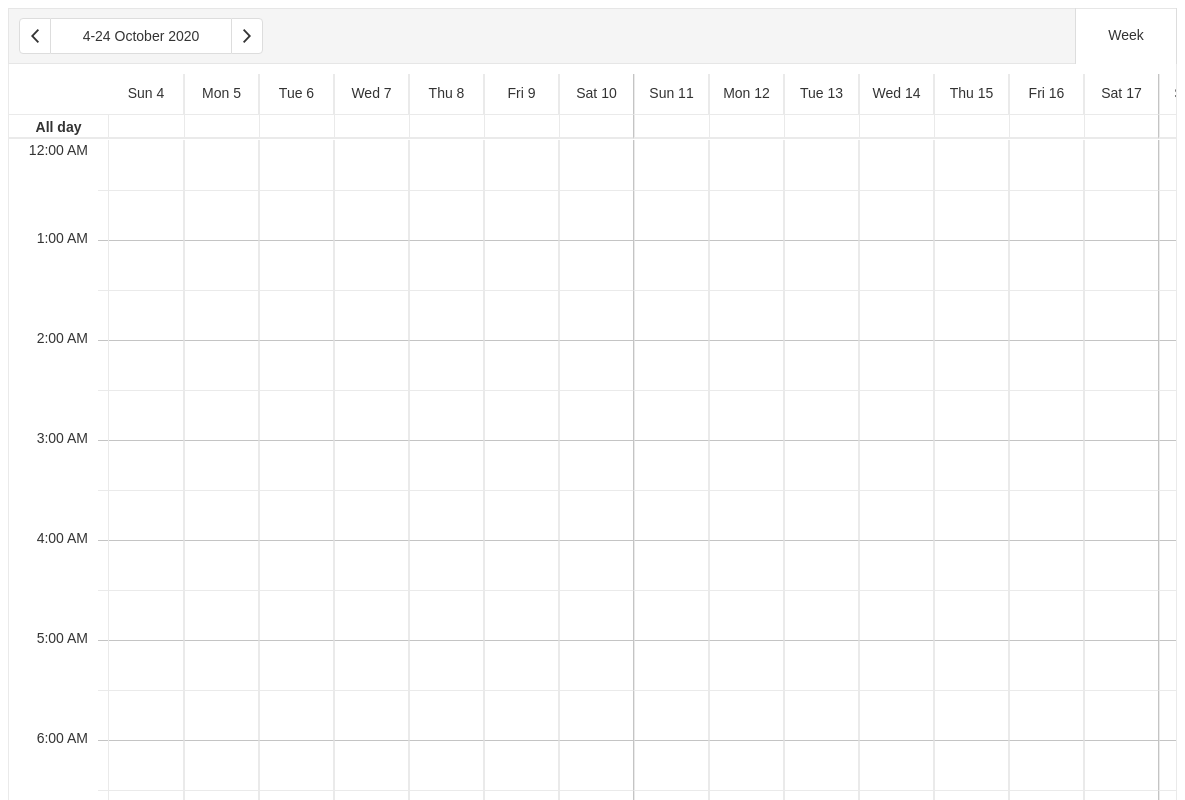 4-24 October 2020
Week
Sun 4 Mon 5 Tue 6 Wed 7 Thu 8 Fri 9 Sat 10 Sun 11 Mon 12 Tue 13 Wed 14 Thu 15 Fri 16 Sat 17
All day
12:00 AM
1:00 AM
2:00 AM
3:00 AM
4:00 AM
5:00 AM
6:00 AM